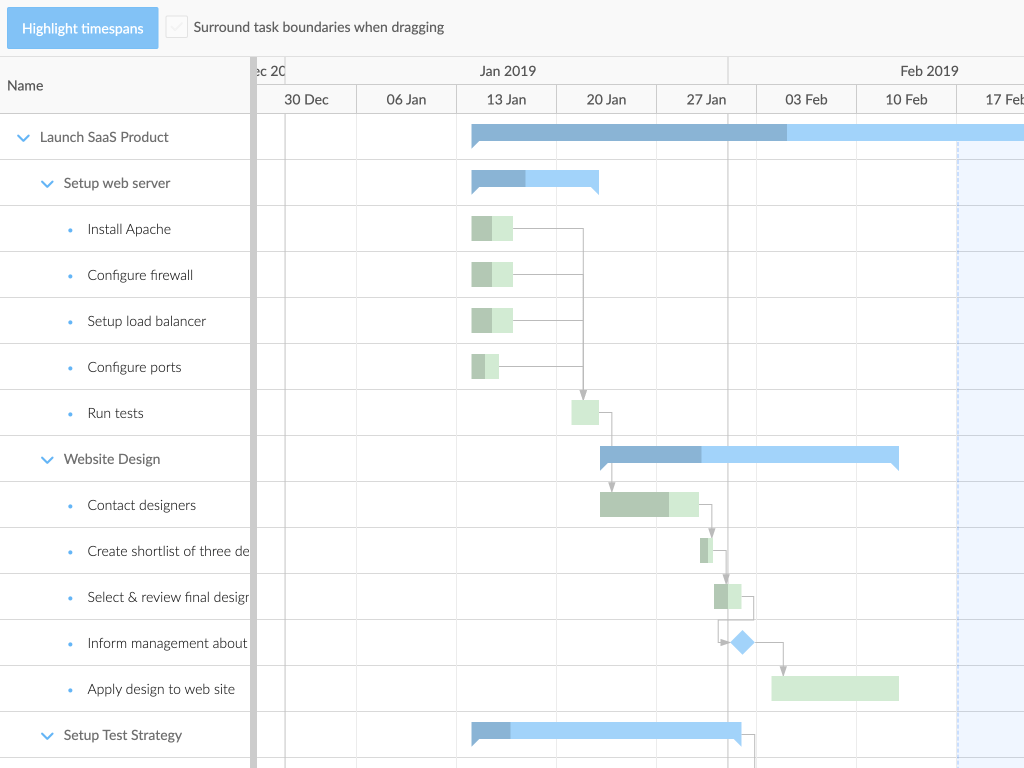 Highlight timespans
Surround task boundaries when dragging
Name
Jan 2019
Feb 2019
30 Dec
06 Jan
13 Jan
20 Jan
27 Jan
03 Feb
10 Feb
17 Feb
Launch SaaS Product
Setup web server
Install Apache
Configure firewall
Setup load balancer
Configure ports
Run tests
Website Design
Contact designers
Create shortlist of three de
Select & review final design
Inform management about
Apply design to web site
Setup Test Strategy